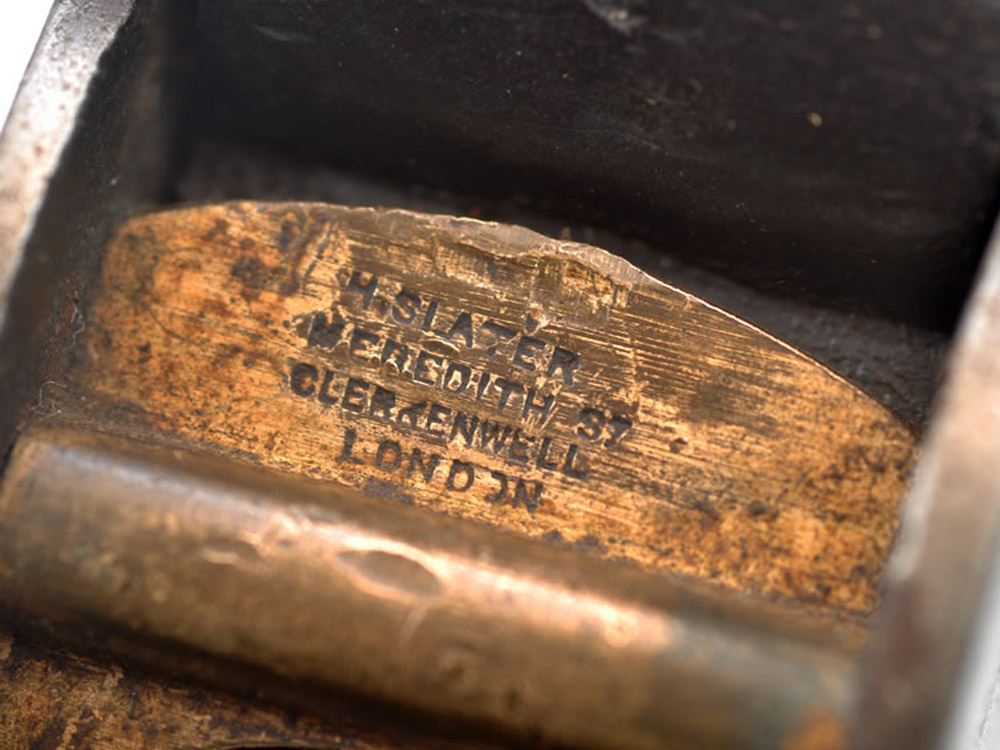 H. SLATER
MEREDITH ST
CLERKENWELL
LONDON